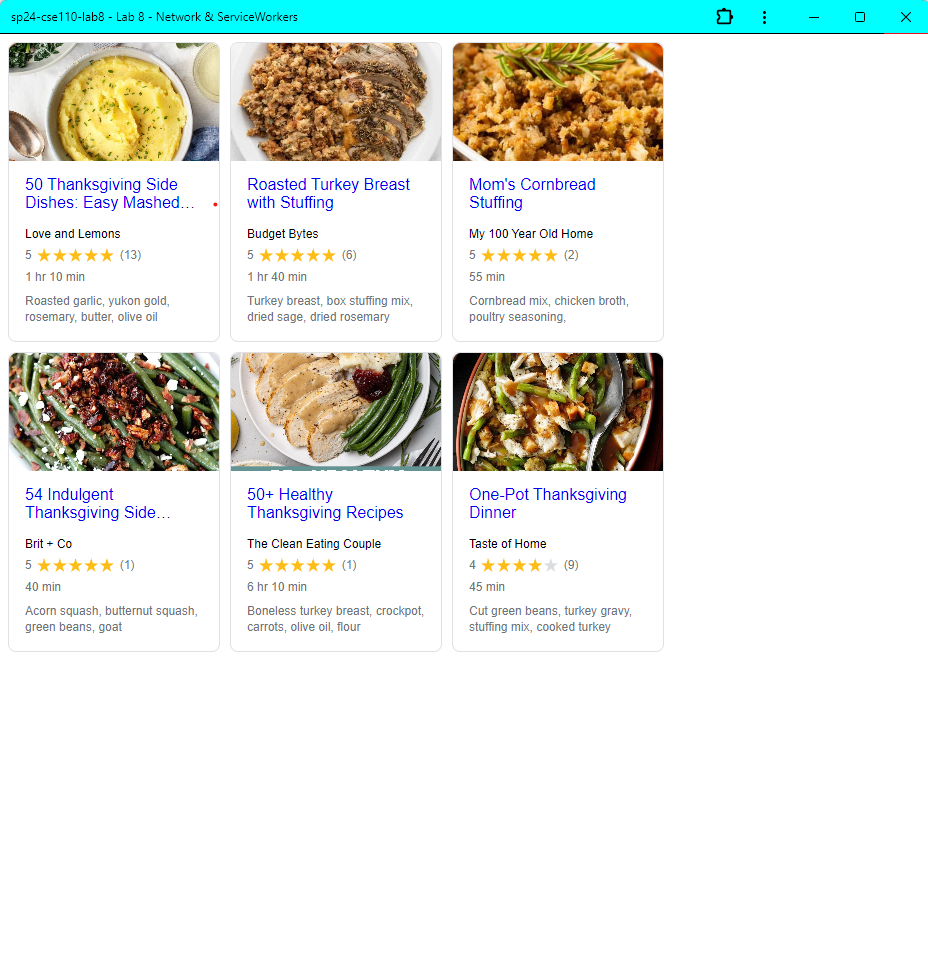 sp24-cse110-lab8 - Lab 8 - Network & ServiceWorkers
50 Thanksgiving Side
Dishes: Easy Mashed…
Love and Lemons
5 ★★★★★ (13)
1 hr 10 min
Roasted garlic, yukon gold,
rosemary, butter, olive oil
Roasted Turkey Breast
with Stuffing
Budget Bytes
5 ★★★★★ (6)
1 hr 40 min
Turkey breast, box stuffing mix,
dried sage, dried rosemary
Mom's Cornbread
Stuffing
My 100 Year Old Home
5 ★★★★★ (2)
55 min
Cornbread mix, chicken broth,
poultry seasoning,
54 Indulgent
Thanksgiving Side…
Brit + Co
5 ★★★★★ (1)
40 min
Acorn squash, butternut squash,
green beans, goat
50+ Healthy
Thanksgiving Recipes
The Clean Eating Couple
5 ★★★★★ (1)
6 hr 10 min
Boneless turkey breast, crockpot,
carrots, olive oil, flour
One-Pot Thanksgiving
Dinner
Taste of Home
4 ★★★★★ (9)
45 min
Cut green beans, turkey gravy,
stuffing mix, cooked turkey